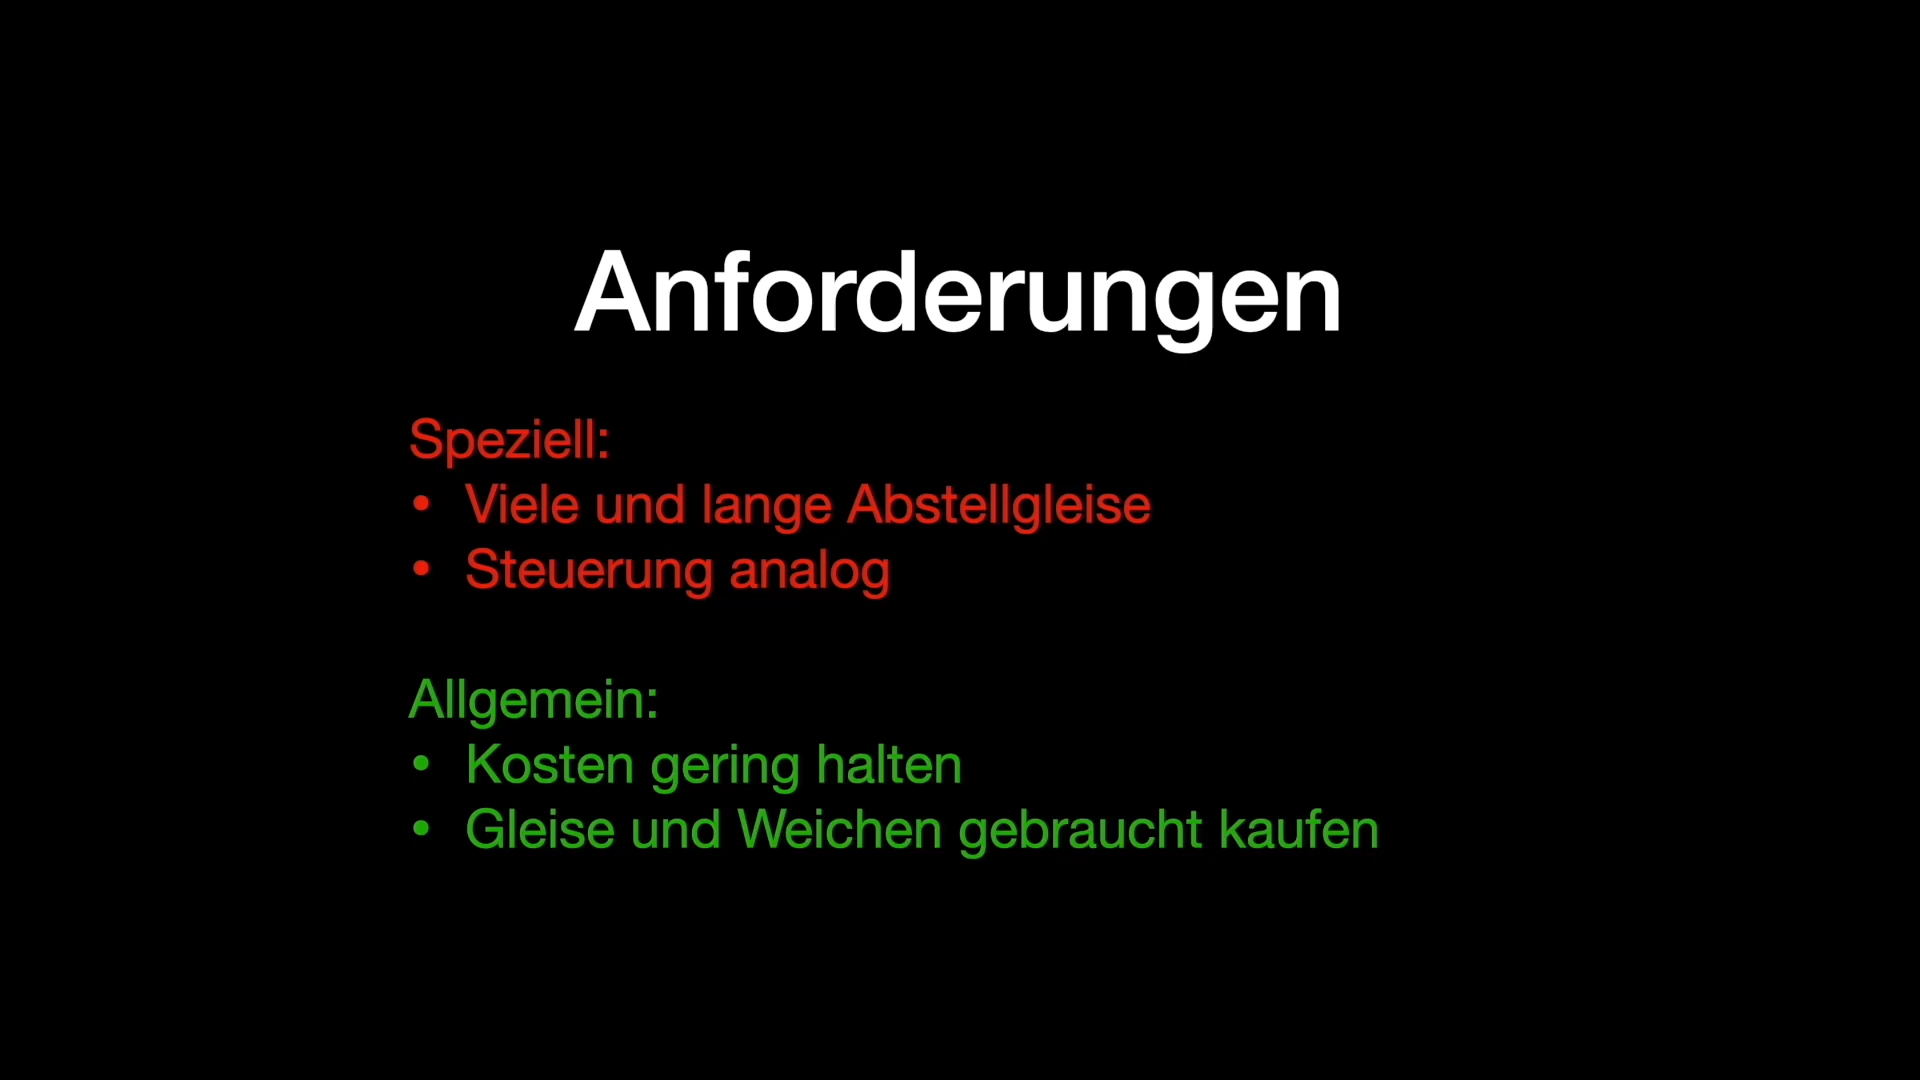 Anforderungen
Speziell:
• Viele und lange Abstellgleise
• Steuerung analog
Allgemein:
• Kosten gering halten
• Gleise und Weichen gebraucht kaufen